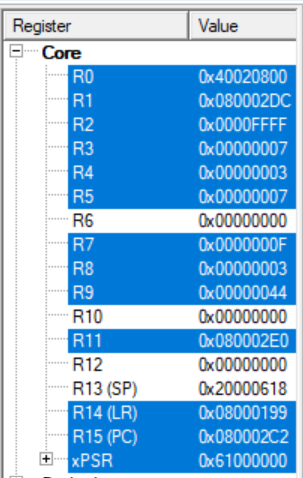 Register Value
Core
R0 0x40020800
R1 0x080002DC
R2 0x0000FFFF
R3 0x00000007
R4 0x00000003
R5 0x00000007
R6 0x00000000
R7 0x0000000F
R8 0x00000003
R9 0x00000044
R10 0x00000000
R11 0x080002E0
R12 0x00000000
R13 (SP) 0x20000618
R14 (LR) 0x08000199
R15 (PC) 0x080002C2
xPSR 0x61000000